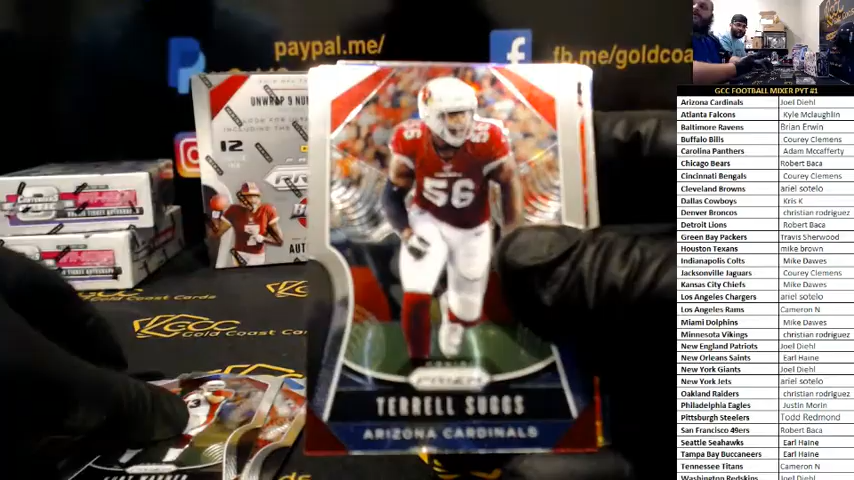 paypal.me/
fb.me/goldcoa
12
56
56
PRIZM
TERRELL SUGGS
ARIZONA CARDINALS
GCC
Gold Coast Cards
GCC FOOTBALL MIXER PYT #1
Arizona Cardinals Joel Diehl
Atlanta Falcons Kyle Mclaughlin
Baltimore Ravens Brian Erwin
Buffalo Bills Courey Clemens
Carolina Panthers Adam Mccafferty
Chicago Bears Robert Baca
Cincinnati Bengals Courey Clemens
Cleveland Browns ariel sotelo
Dallas Cowboys Kris K
Denver Broncos christian rodriguez
Detroit Lions Robert Baca
Green Bay Packers Travis Sherwood
Houston Texans mike brown
Indianapolis Colts Mike Dawes
Jacksonville Jaguars Courey Clemens
Kansas City Chiefs Mike Dawes
Los Angeles Chargers ariel sotelo
Los Angeles Rams Cameron N
Miami Dolphins Mike Dawes
Minnesota Vikings christian rodriguez
New England Patriots Joel Diehl
New Orleans Saints Earl Haine
New York Giants Joel Diehl
New York Jets ariel sotelo
Oakland Raiders christian rodriguez
Philadelphia Eagles Justin Morin
Pittsburgh Steelers Todd Redmond
San Francisco 49ers Robert Baca
Seattle Seahawks Earl Haine
Tampa Bay Buccaneers Earl Haine
Tennessee Titans Cameron N
Washington Redskins Joel Diehl